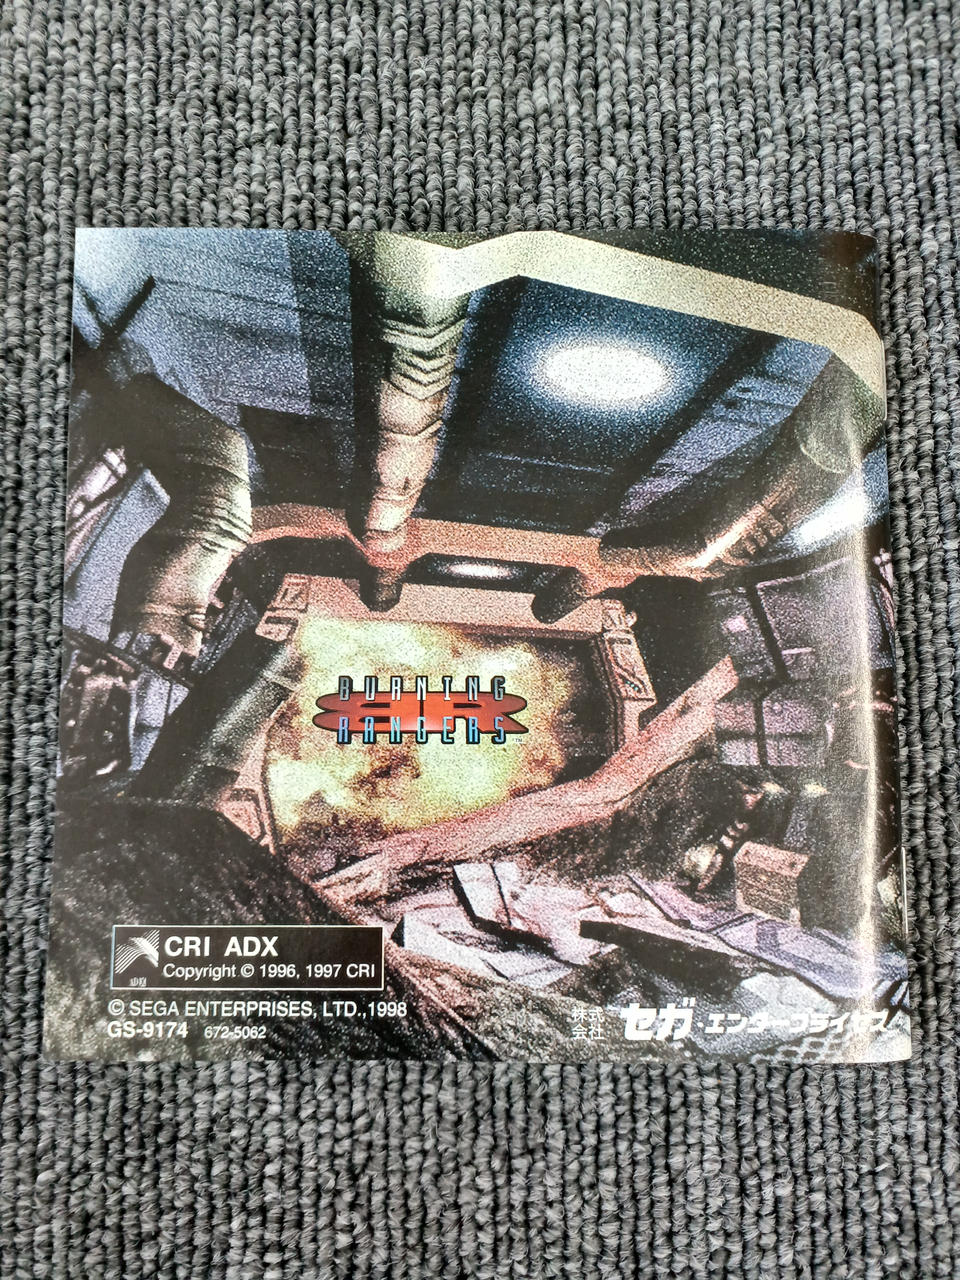 BURNING
RANGERS
CRI ADX
Copyright © 1996, 1997 CRI
© SEGA ENTERPRISES, LTD.,1998
GS-9174 672-5062
株式会社 セガ・エンタープライゼス